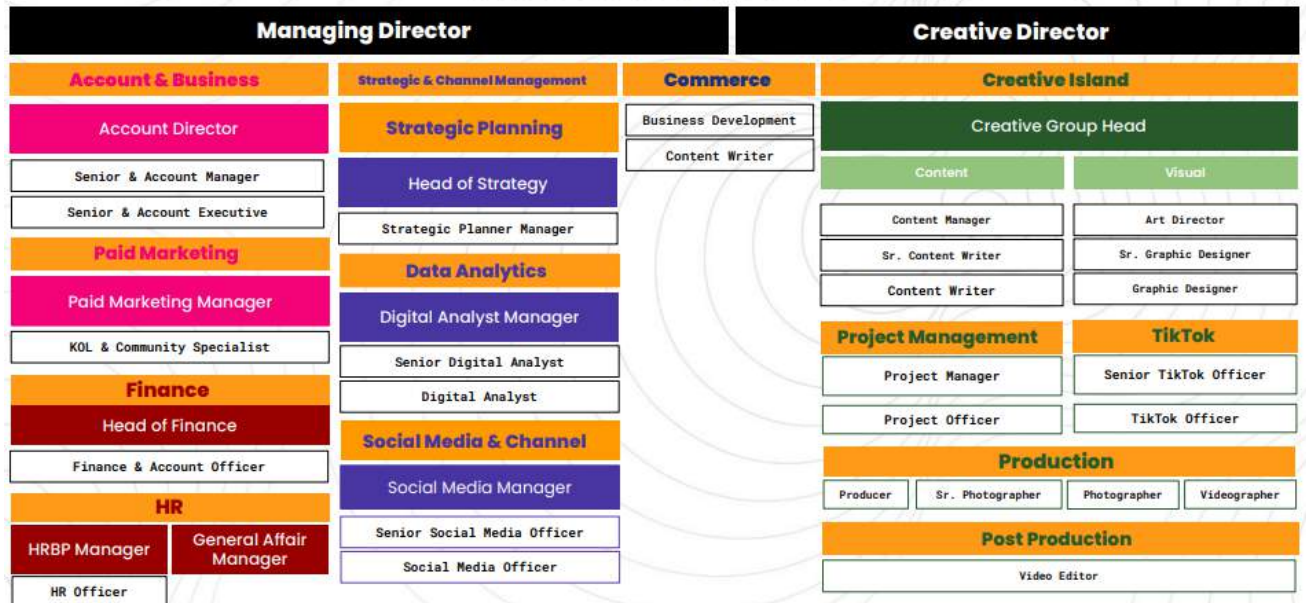 Managing Director
Creative Director
Account & Business
Account Director
Senior & Account Manager
Senior & Account Executive
Paid Marketing
Paid Marketing Manager
KOL & Community Specialist
Finance
Head of Finance
Finance & Account Officer
HR
HRBP Manager
General Affair
Manager
HR Officer
Strategic & Channel Management
Strategic Planning
Head of Strategy
Strategic Planner Manager
Data Analytics
Digital Analyst Manager
Senior Digital Analyst
Digital Analyst
Social Media & Channel
Social Media Manager
Senior Social Media Officer
Social Media Officer
Commerce
Business Development
Content Writer
Creative Island
Creative Group Head
Content
Visual
Content Manager
Art Director
Sr. Content Writer
Sr. Graphic Designer
Content Writer
Graphic Designer
Project Management
TikTok
Project Manager
Senior TikTok Officer
Project Officer
TikTok Officer
Production
Producer
Sr. Photographer
Photographer
Videographer
Post Production
Video Editor